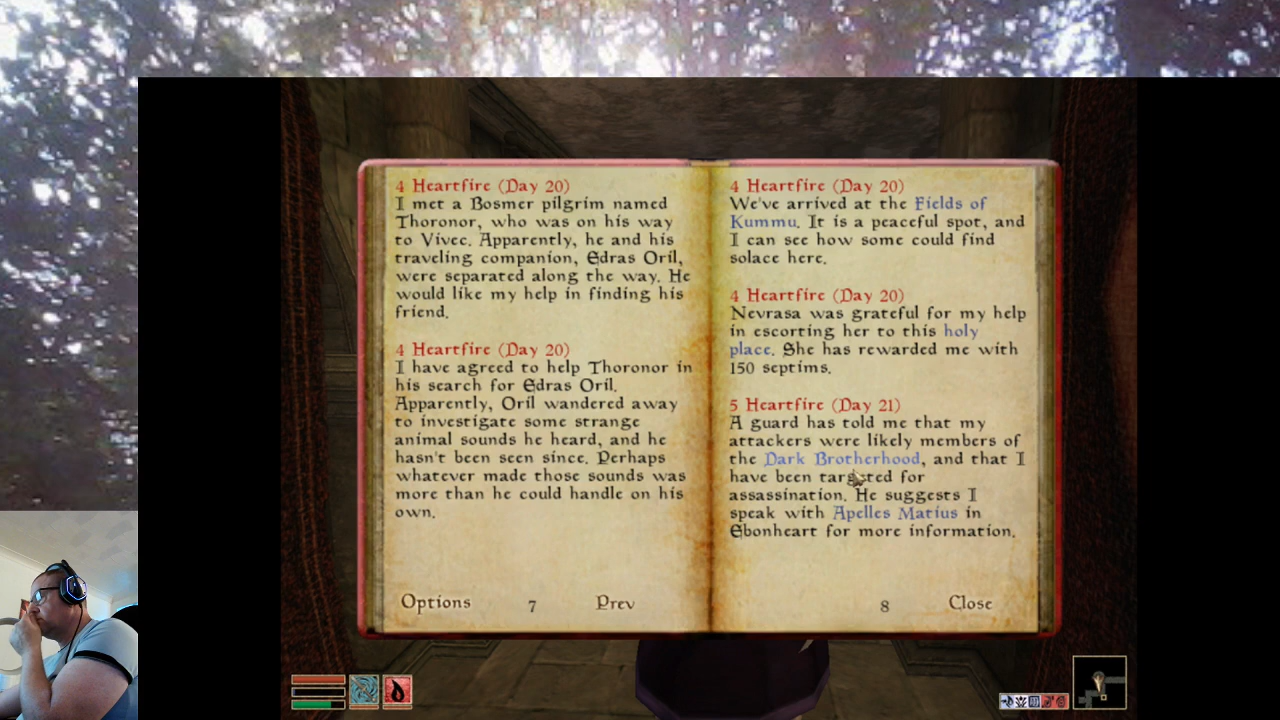 4 Heartfire (Day 20)
I met a Bosmer pilgrim named
Thoronor, who was on his way
to Vivec. Apparently, he and his
traveling companion, Edras Oril,
were separated along the way. He
would like my help in finding his
friend.
4 Heartfire (Day 20)
I have agreed to help Thoronor in
his search for Edras Oril.
Apparently, Oril wandered away
to investigate some strange
animal sounds he heard, and he
hasn't been seen since. Perhaps
whatever made those sounds was
more than he could handle on his
own.
Options
7
Prev
4 Heartfire (Day 20)
We've arrived at the Fields of
Kummu. It is a peaceful spot, and
I can see how some could find
solace here.
4 Heartfire (Day 20)
Nevrasa was grateful for my help
in escorting her to this holy
place. She has rewarded me with
150 septims.
5 Heartfire (Day 21)
A guard has told me that my
attackers were likely members of
the Dark Brotherhood, and that I
have been targeted for
assassination. He suggests I
speak with Apelles Matius in
Ebonheart for more information.
8
Close